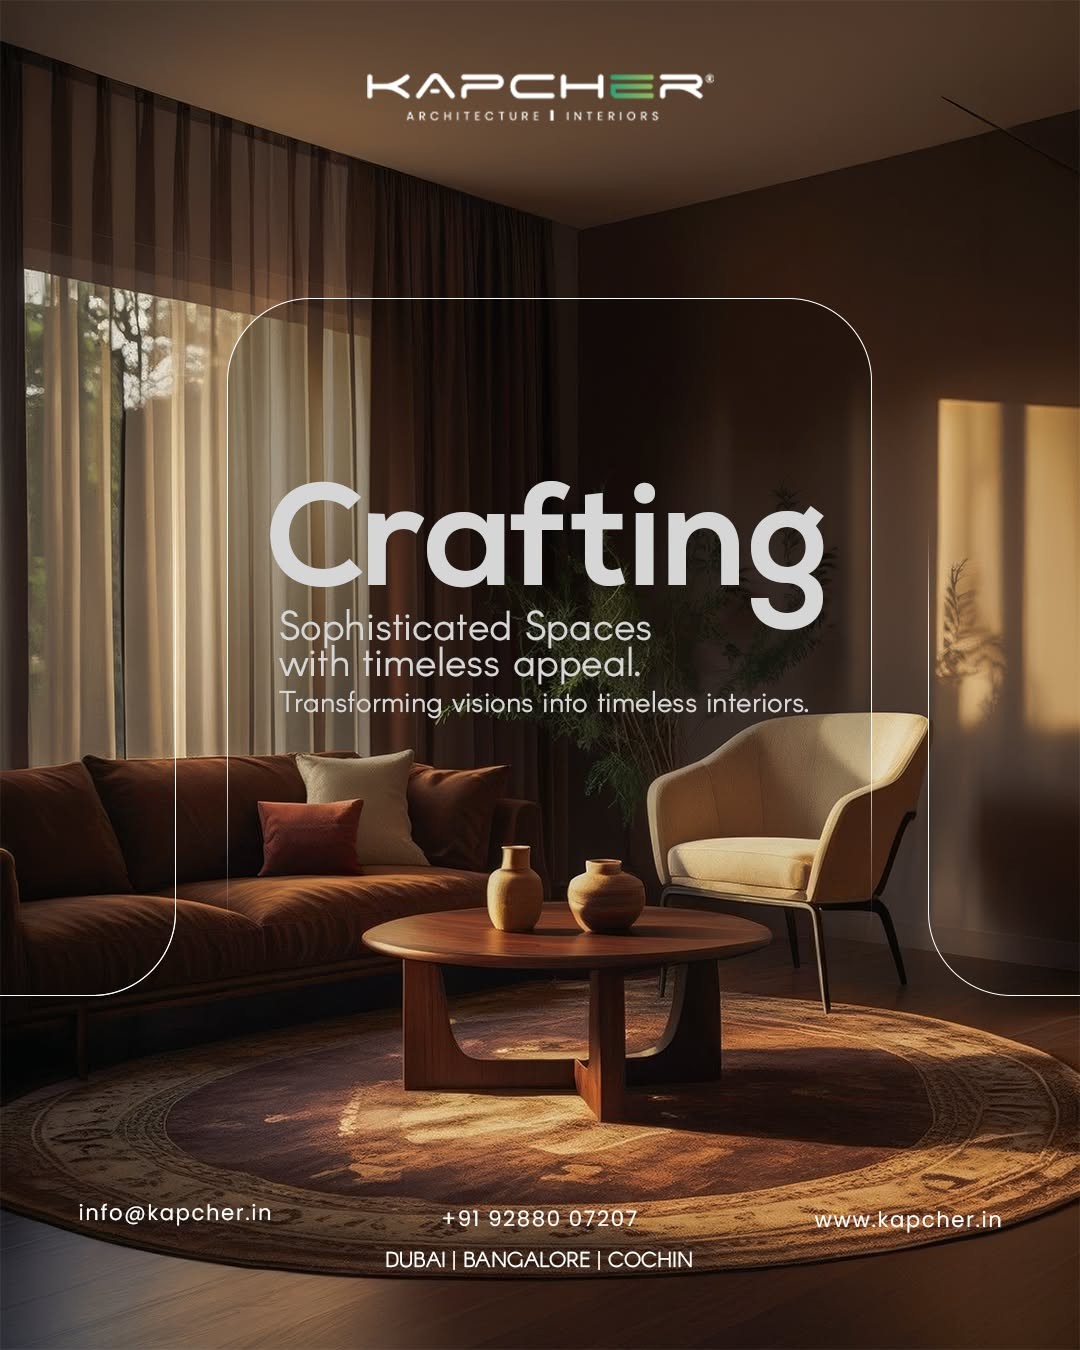 KAPCHER®
ARCHITECTURE | INTERIORS
Crafting
Sophisticated Spaces
with timeless appeal.
Transforming visions into timeless interiors.
info@kapcher.in
+91 92880 07207
www.kapcher.in
DUBAI | BANGALORE | COCHIN